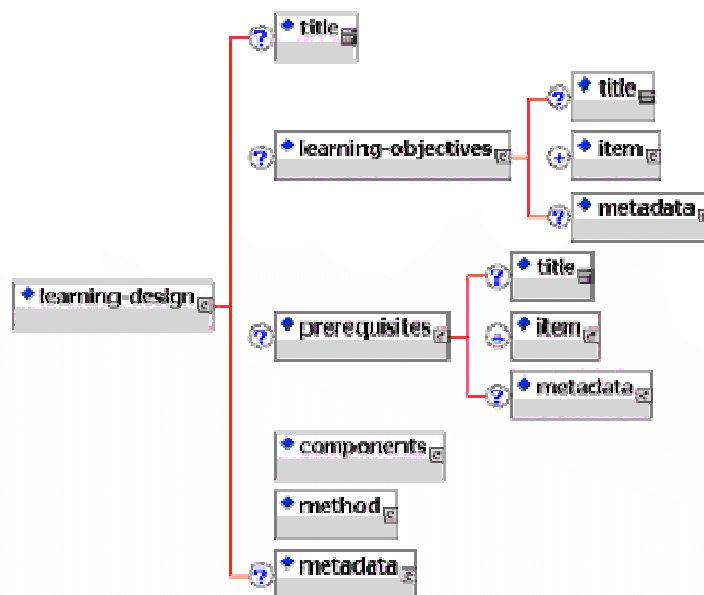 title
learning-objectives
title
item
metadata
learning-design
prerequisites
title
item
metadata
components
method
metadata